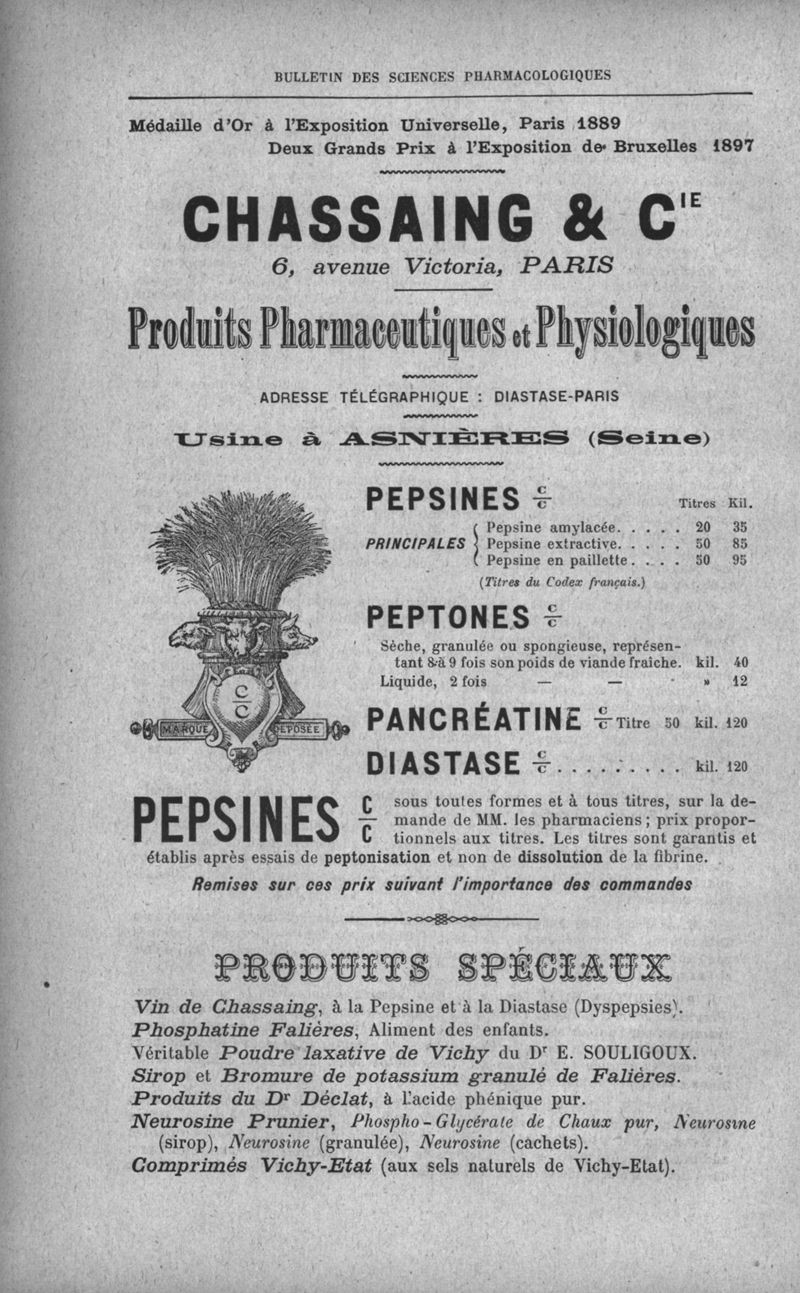 BULLETIN DES SCIENCES PHARMACOLOGIQUES
Médaille d'Or à l'Exposition Universelle, Paris 1889
Deux Grands Prix à l'Exposition de Bruxelles 1897
CHASSAING & CIE
6, avenue Victoria, PARIS
Produits Pharmaceutiques et Physiologiques
ADRESSE TÉLÉGRAPHIQUE : DIASTASE-PARIS
Usine à ASNIÈRES (Seine)
PEPSINES C/C Titres Kil.
PRINCIPALES
Pepsine amylacée. . . . . 20 35
Pepsine extractive. . . . . 50 85
Pepsine en paillette. . . . 50 95
(Titres du Codex français.)
PEPTONES C/C
Sèche, granulée ou spongieuse, représen-
tant 8 à 9 fois son poids de viande fraîche. kil. 40
Liquide, 2 fois — — » 12
C/C
MARQUE DÉPOSÉE
PANCRÉATINE C/C Titre 50 kil. 120
DIASTASE C/C . . . . . . . . . kil. 120
PEPSINES C/C sous toutes formes et à tous titres, sur la de-
mande de MM. les pharmaciens ; prix propor-
tionnels aux titres. Les titres sont garantis et
établis après essais de peptonisation et non de dissolution de la fibrine.
Remises sur ces prix suivant l'importance des commandes
PRODUITS SPÉCIAUX
Vin de Chassaing, à la Pepsine et à la Diastase (Dyspepsies).
Phosphatine Falières, Aliment des enfants.
Véritable Poudre laxative de Vichy du Dr E. SOULIGOUX.
Sirop et Bromure de potassium granulé de Falières.
Produits du Dr Déclat, à l'acide phénique pur.
Neurosine Prunier, Phospho-Glycérate de Chaux pur, Neurosine
(sirop), Neurosine (granulée), Neurosine (cachets).
Comprimés Vichy-Etat (aux sels naturels de Vichy-Etat).